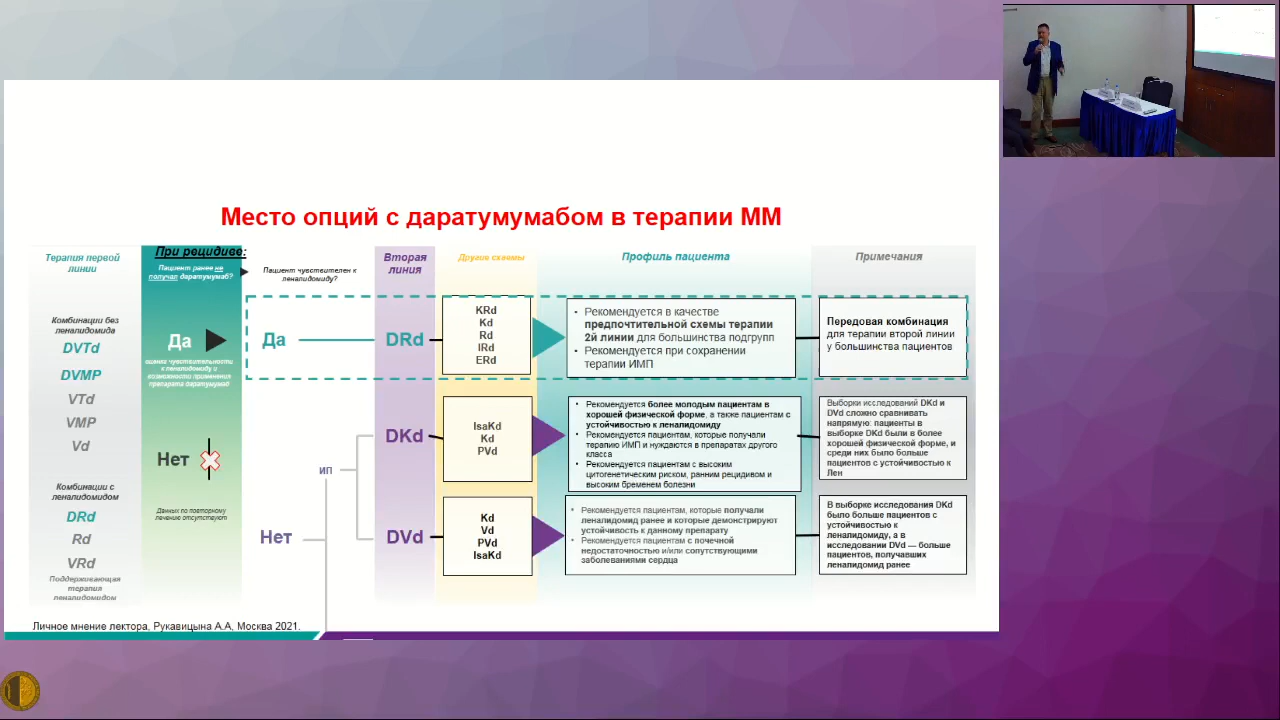 Место опций с даратумумабом в терапии ММ
Терапия первой
линии
Комбинации без
леналидомида
DVTd
DVMP
VTd
VMP
Vd
Комбинации с
леналидомидом
DRd
Rd
VRd
Поддерживающая
терапия
леналидомидом
При рецидиве:
Пациент ранее не
получал даратумумаб?
Да
чувствительности
к леналидомиду и
возможности применения
препарата даратумумаб
Нет
Данных по повторному
лечению отсутствуют
Пациент чувствителен к
леналидомиду?
Да
Нет
ИП
Вторая
линия
DRd
DKd
DVd
Другие схемы
KRd
Kd
Rd
IRd
ERd
IsaKd
Kd
PVd
Kd
Vd
PVd
IsaKd
Профиль пациента
• Рекомендуется в качестве
предпочтительной схемы терапии
2й линии для большинства подгрупп
• Рекомендуется при сохранении
терапии ИМП
• Рекомендуется более молодым пациентам в
хорошей физической форме, а также пациентам с
устойчивостью к леналидомиду
• Рекомендуется пациентам, которые получали
терапию ИМП и нуждаются в препаратах другого
класса
• Рекомендуется пациентам с высоким
цитогенетическим риском, ранним рецидивом и
высоким бременем болезни
• Рекомендуется пациентам, которые получали
леналидомид ранее и которые демонстрируют
устойчивость к данному препарату
• Рекомендуется пациентам с почечной
недостаточностью и/или сопутствующими
заболеваниями сердца
Примечания
Передовая комбинация
для терапии второй линии
у большинства пациентов
Выборки исследований DKd и
DVd сложно сравнивать
напрямую: пациенты в
выборке DKd были в более
хорошей физической форме, и
среди них было больше
пациентов с устойчивостью к
Лен
В выборке исследования DKd
было больше пациентов с
устойчивостью к
леналидомиду, а в
исследовании DVd — больше
пациентов, получавших
леналидомид ранее
Личное мнение лектора, Рукавицына А.А, Москва 2021.